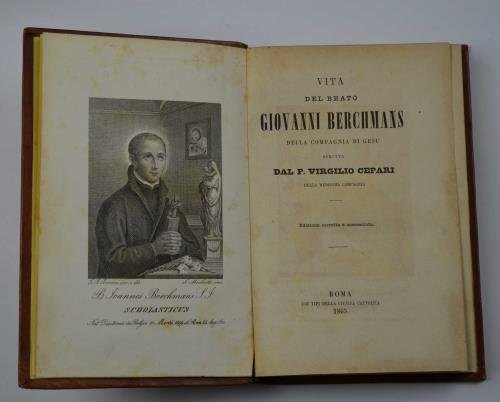 B. Joannes Berchmans S. J.
SCHOLASTICUS
VITA
DEL BEATO
GIOVANNI BERCHMANS
DELLA COMPAGNIA DI GESÙ
SCRITTA
DAL P. VIRGILIO CEPARI
DELLA MEDESIMA COMPAGNIA
Edizione corretta e accresciuta.
ROMA
COI TIPI DELLA CIVILTÀ CATTOLICA
1865.